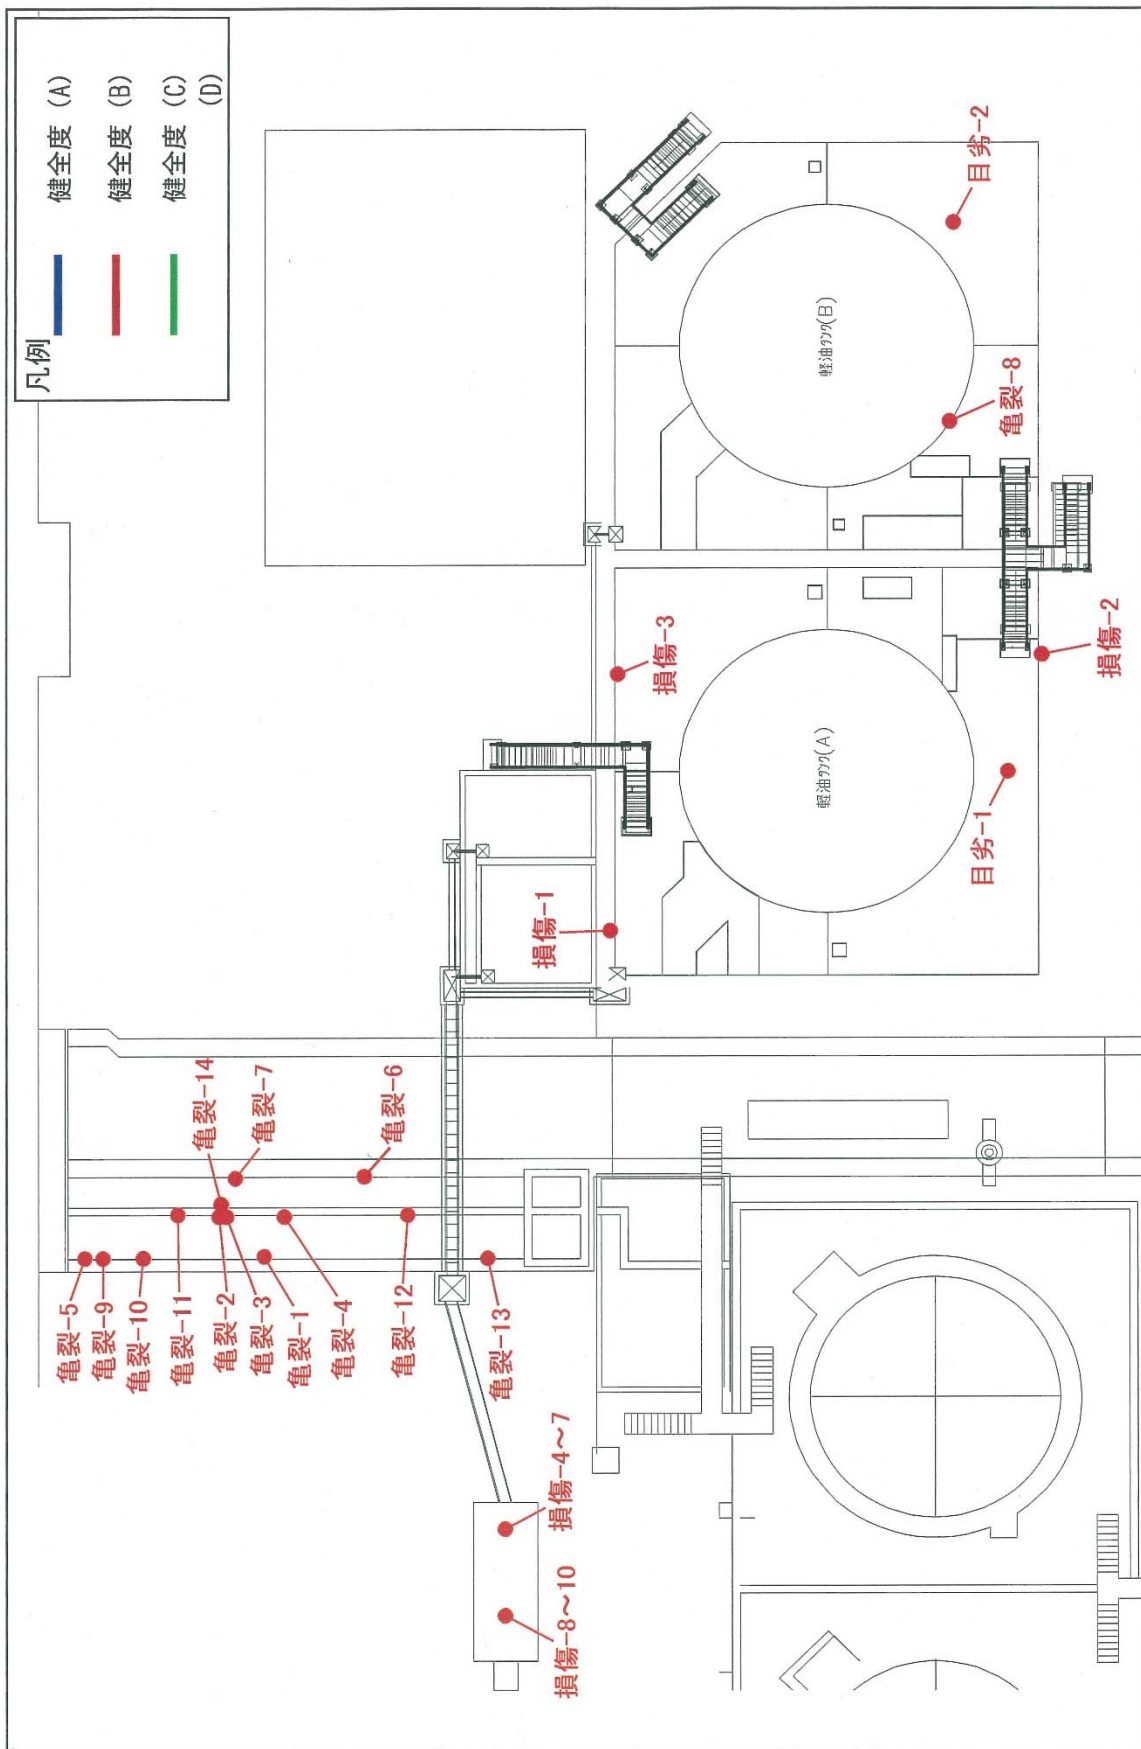 凡例
健全度 (A)
健全度 (B)
健全度 (C)
(D)
亀裂-5
亀裂-9
亀裂-10
亀裂-11
亀裂-2
亀裂-3
亀裂-1
亀裂-4
亀裂-12
亀裂-13
亀裂-14
亀裂-7
亀裂-6
損傷-8～10
損傷-4～7
損傷-1
損傷-3
軽油タンク(A)
目劣-1
損傷-2
軽油タンク(B)
亀裂-8
目劣-2